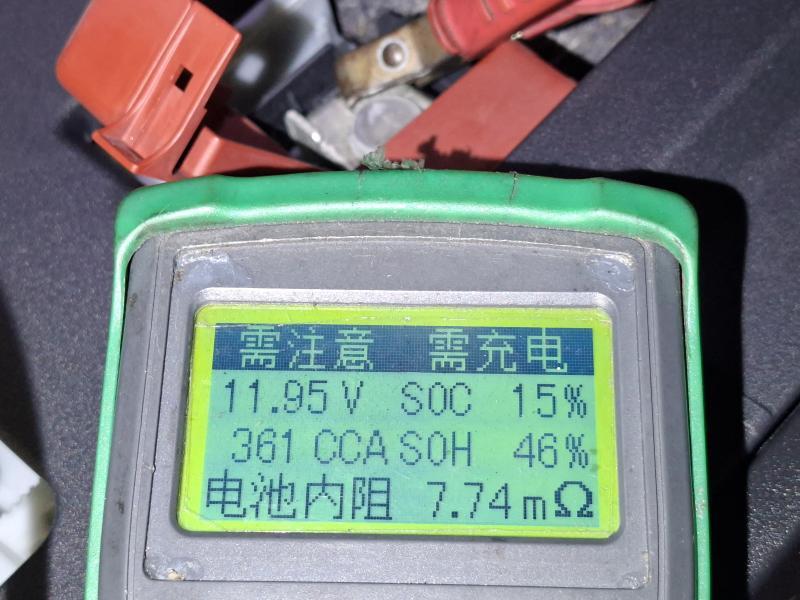 需注意 需充电
11.95 V SOC 15%
361 CCA SOH 46%
电池内阻 7.74 mΩ